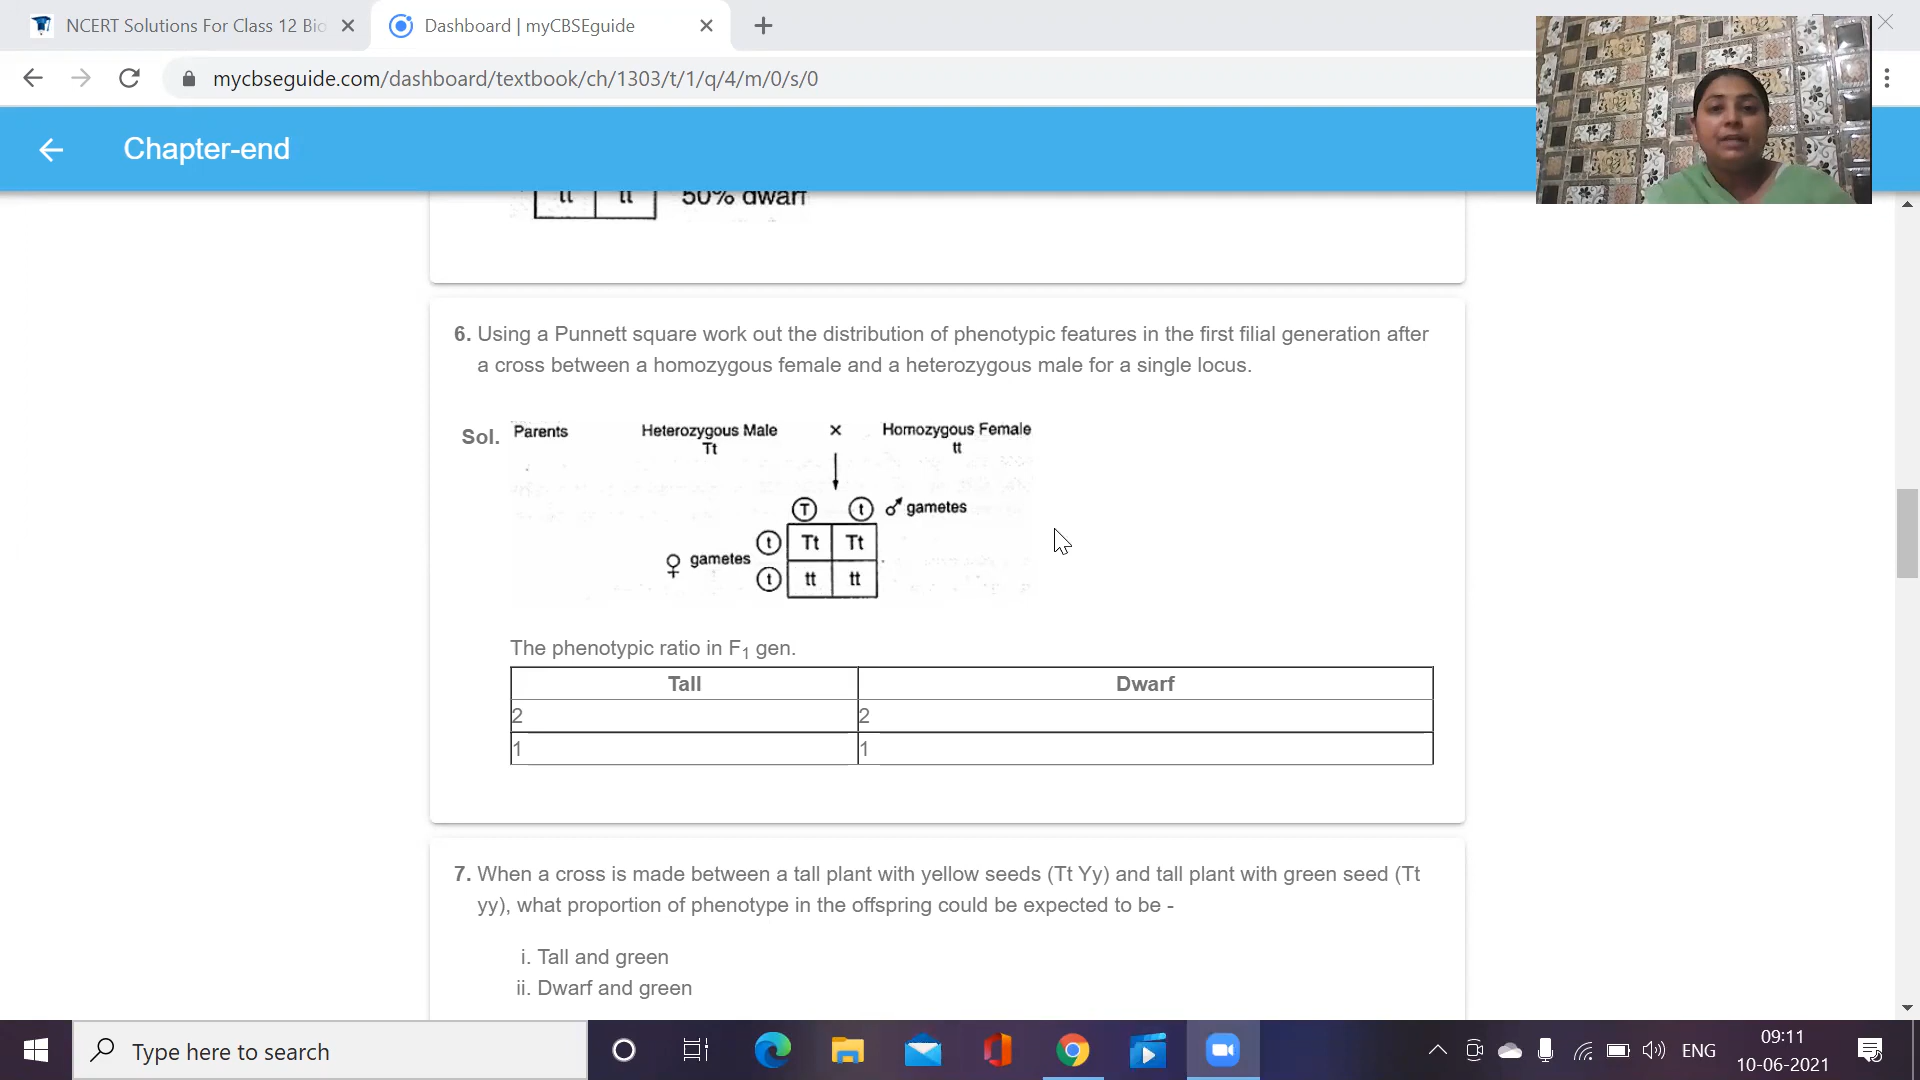 NCERT Solutions For Class 12 Bio
Dashboard | myCBSEguide
mycbseguide.com/dashboard/textbook/ch/1303/t/1/q/4/m/0/s/0
Chapter-end
tt tt 50% dwarf
6. Using a Punnett square work out the distribution of phenotypic features in the first filial generation after
a cross between a homozygous female and a heterozygous male for a single locus.
Sol. Parents Heterozygous Male × Homozygous Female
Tt tt
T t ♂ gametes
t Tt Tt
♀ gametes
t tt tt
The phenotypic ratio in F₁ gen.
Tall Dwarf
2 2
1 1
7. When a cross is made between a tall plant with yellow seeds (Tt Yy) and tall plant with green seed (Tt
yy), what proportion of phenotype in the offspring could be expected to be -
i. Tall and green
ii. Dwarf and green
Type here to search
ENG
09:11
10-06-2021